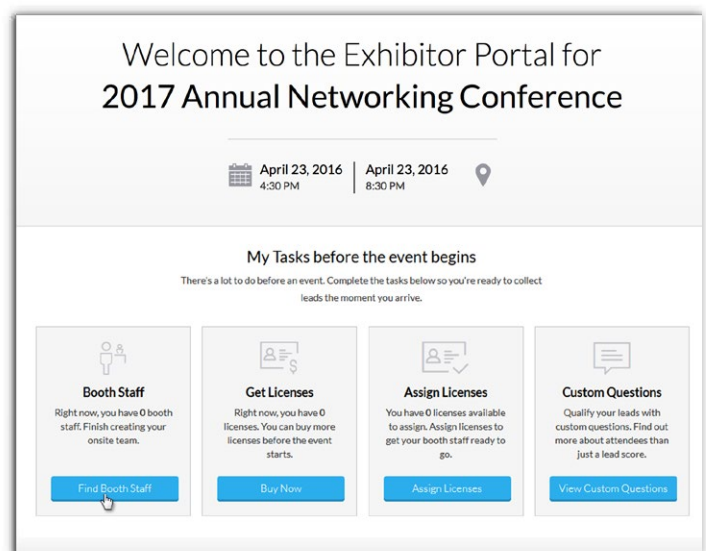 Welcome to the Exhibitor Portal for
2017 Annual Networking Conference
April 23, 2016
4:30 PM
April 23, 2016
8:30 PM
My Tasks before the event begins
There's a lot to do before an event. Complete the tasks below so you're ready to collect
leads the moment you arrive.
Booth Staff
Right now, you have 0 booth
staff. Finish creating your
onsite team.
Find Booth Staff
Get Licenses
Right now, you have 0
licenses. You can buy more
licenses before the event
starts.
Buy Now
Assign Licenses
You have 0 licenses available
to assign. Assign licenses to
get your booth staff ready to
go.
Assign Licenses
Custom Questions
Qualify your leads with
custom questions. Find out
more about attendees than
just a lead score.
View Custom Questions